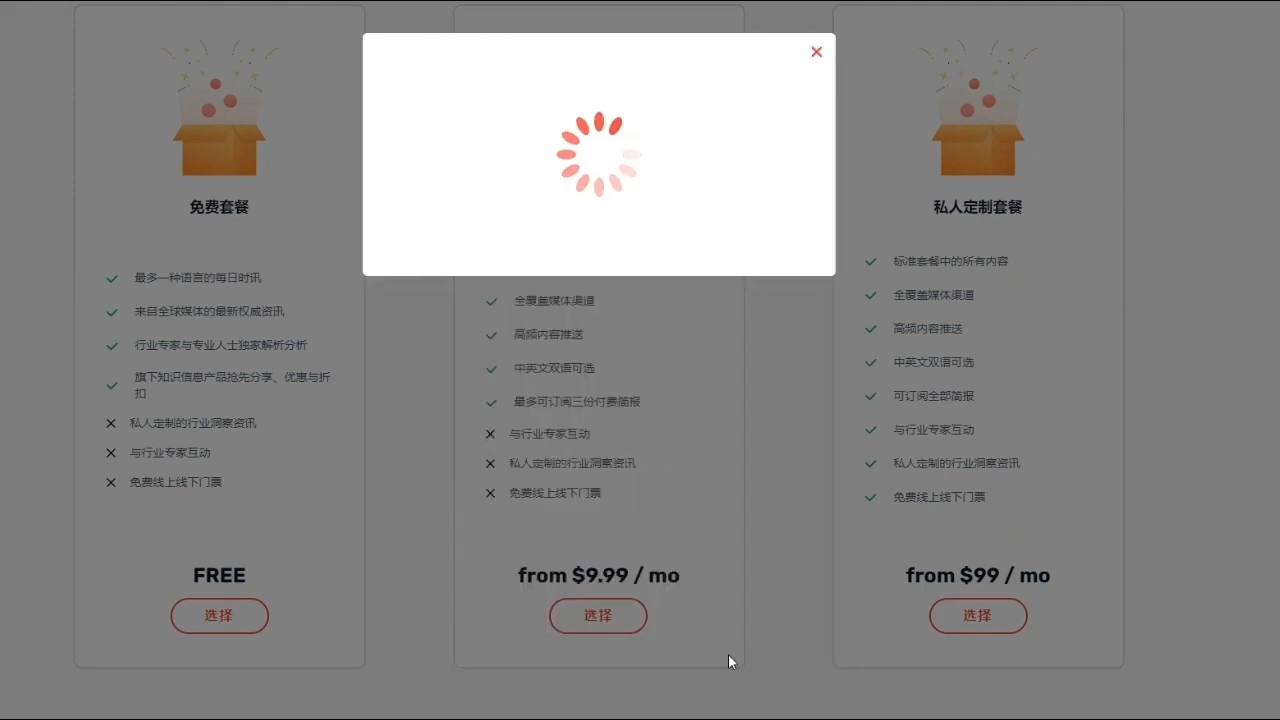 免费套餐
最多一种语言的每日时讯
来自全球媒体的最新权威资讯
行业专家与专业人士独家解析分析
旗下知识信息产品抢先分享、优惠与折
扣
私人定制的行业洞察资讯
与行业专家互动
免费线上线下门票
FREE
选择
全覆盖媒体渠道
高频内容推送
中英文双语可选
最多可订阅三份付费简报
与行业专家互动
私人定制的行业洞察资讯
免费线上线下门票
from $9.99 / mo
选择
私人定制套餐
标准套餐中的所有内容
全覆盖媒体渠道
高频内容推送
中英文双语可选
可订阅全部简报
与行业专家互动
私人定制的行业洞察资讯
免费线上线下门票
from $99 / mo
选择